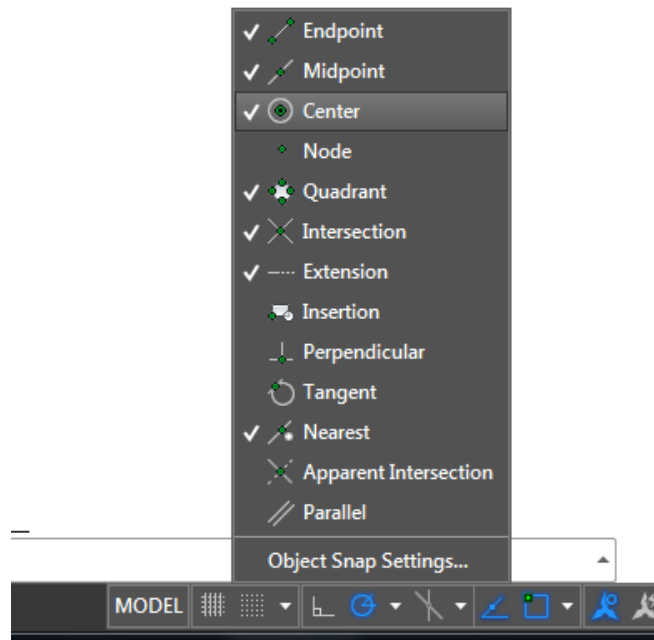 Endpoint
Midpoint
Center
Node
Quadrant
Intersection
Extension
Insertion
Perpendicular
Tangent
Nearest
Apparent Intersection
Parallel
Object Snap Settings...
MODEL